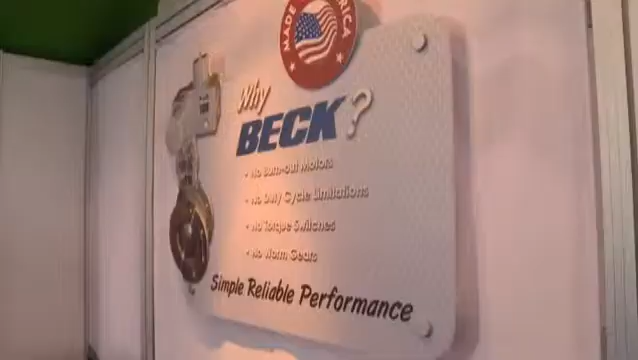 MADE AMERICA
Why
BECK?
• No Burn-out Motors
• No Duty Cycle Limitations
• No Torque Switches
• No Worm Gears
Simple Reliable Performance